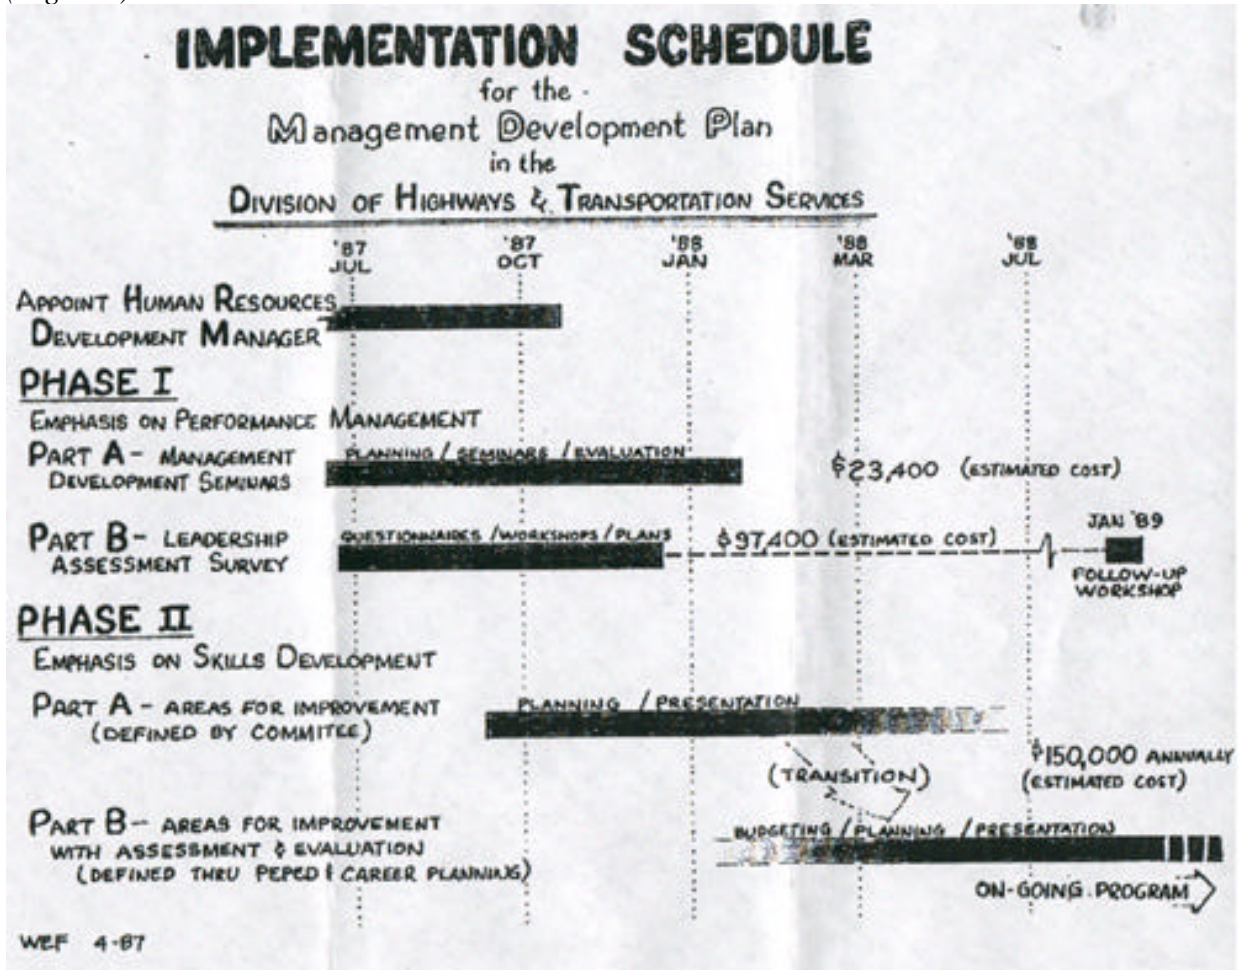 IMPLEMENTATION SCHEDULE
for the
Management Development Plan
in the
DIVISION OF HIGHWAYS & TRANSPORTATION SERVICES
'87 '87 '88 '88 '88
JUL OCT JAN MAR JUL
APPOINT HUMAN RESOURCES
DEVELOPMENT MANAGER
PHASE I
EMPHASIS ON PERFORMANCE MANAGEMENT
PART A - MANAGEMENT
DEVELOPMENT SEMINARS
PLANNING / SEMINARS / EVALUATION
$23,400 (ESTIMATED COST)
PART B - LEADERSHIP
ASSESSMENT SURVEY
QUESTIONNAIRES / WORKSHOPS / PLANS
$97,400 (ESTIMATED COST)
JAN '89
FOLLOW-UP
WORKSHOP
PHASE II
EMPHASIS ON SKILLS DEVELOPMENT
PART A - AREAS FOR IMPROVEMENT
(DEFINED BY COMMITEE)
PLANNING / PRESENTATION
(TRANSITION)
$150,000 ANNUALLY
(ESTIMATED COST)
PART B - AREAS FOR IMPROVEMENT
WITH ASSESSMENT & EVALUATION
(DEFINED THRU PEPED & CAREER PLANNING)
BUDGETING / PLANNING / PRESENTATION
ON-GOING PROGRAM
WEF 4-87